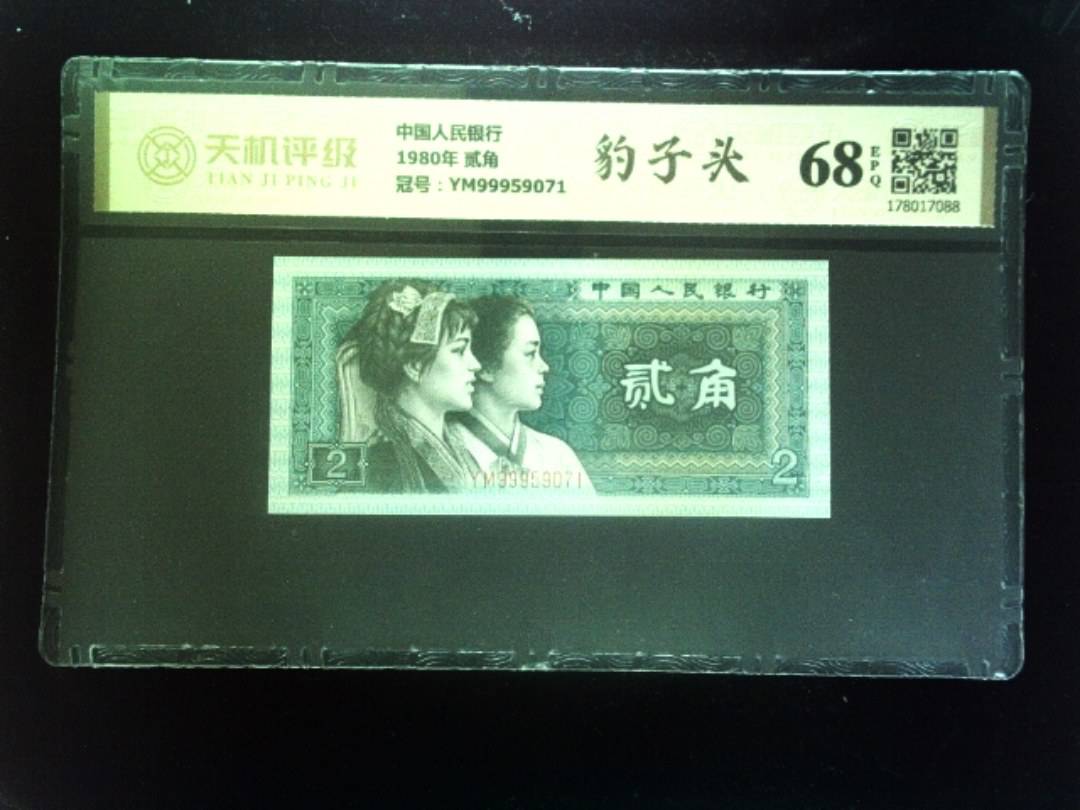 天机评级
TIAN JI PING JI
中国人民银行
1980年 贰角
冠号：YM99959071
豹子头
68
EPQ
178017088
中国人民银行
贰角
2
YM99959071
2